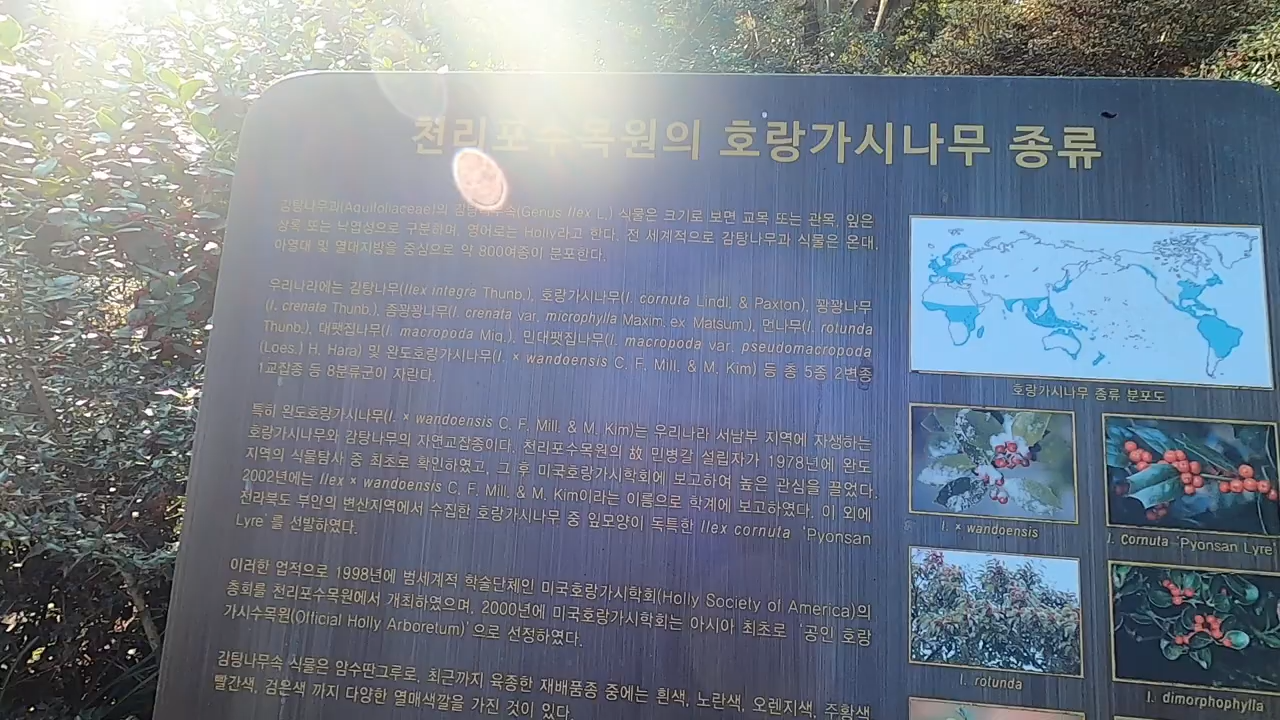 천리포수목원의 호랑가시나무 종류
감탕나무과(Aquifoliaceae)의 감탕나무속(Genus Ilex L.) 식물은 크기로 보면 교목 또는 관목, 잎은
상록 또는 낙엽성으로 구분하며, 영어로는 Holly라고 한다. 전 세계적으로 감탕나무과 식물은 온대,
아열대 및 열대지방을 중심으로 약 800여종이 분포한다.
우리나라에는 감탕나무(Ilex integra Thunb.), 호랑가시나무(I. cornuta Lindl. & Paxton), 꽝꽝나무
(I. crenata Thunb.), 좀꽝꽝나무(I. crenata var. microphylla Maxim. ex Matsum.), 먼나무(I. rotunda
Thunb.), 대팻집나무(I. macropoda Miq.), 민대팻집나무(I. macropoda var. pseudomacropoda
(Loes.) H. Hara) 및 완도호랑가시나무(I. × wandoensis C. F. Mill. & M. Kim) 등 총 5종 2변종
1교잡종 등 8분류군이 자란다.
특히 완도호랑가시나무(I. × wandoensis C. F. Mill. & M. Kim)는 우리나라 서남부 지역에 자생하는
호랑가시나무와 감탕나무의 자연교잡종이다. 천리포수목원의 故 민병갈 설립자가 1978년에 완도
지역의 식물탐사 중 최초로 확인하였고, 그 후 미국호랑가시학회에 보고하여 높은 관심을 끌었다.
2002년에는 Ilex × wandoensis C. F. Mill. & M. Kim이라는 이름으로 학계에 보고하였다. 이 외에
전라북도 부안의 변산지역에서 수집한 호랑가시나무 중 잎모양이 독특한 Ilex cornuta 'Pyonsan
Lyre'를 선발하였다.
이러한 업적으로 1998년에 범세계적 학술단체인 미국호랑가시학회(Holly Society of America)의
총회를 천리포수목원에서 개최하였으며, 2000년에 미국호랑가시학회는 아시아 최초로 '공인 호랑
가시수목원(Official Holly Arboretum)'으로 선정하였다.
감탕나무속 식물은 암수딴그루로, 최근까지 육종한 재배품종 중에는 흰색, 노란색, 오렌지색, 주황색
빨간색, 검은색 까지 다양한 열매색깔을 가진 것이 있다.
호랑가시나무 종류 분포도
I. × wandoensis
I. cornuta 'Pyonsan Lyre'
I. rotunda
I. dimorphophylla